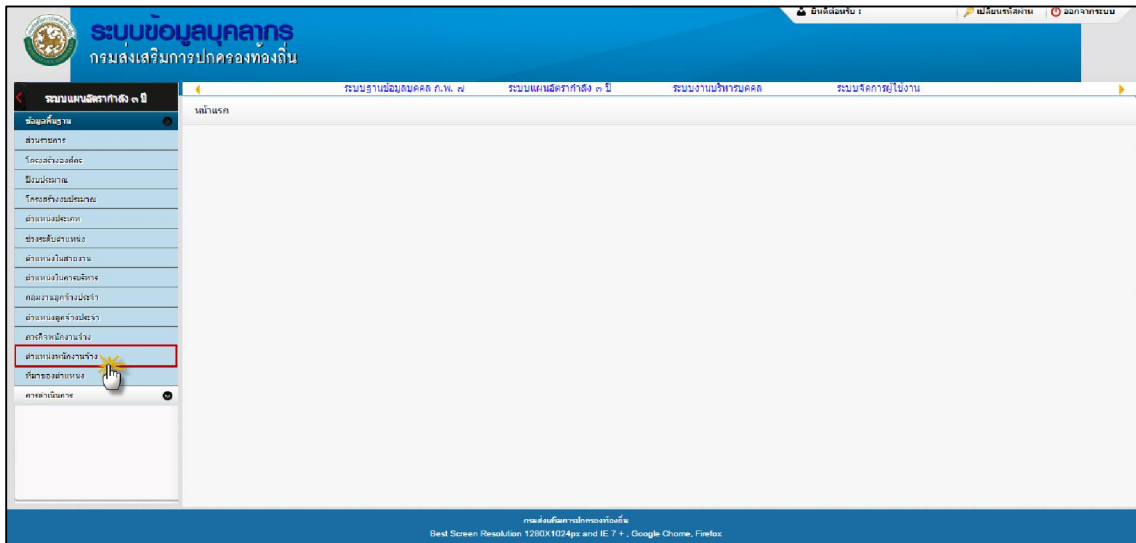 ยินดีต้อนรับ :
เปลี่ยนรหัสผ่าน
ออกจากระบบ
ระบบข้อมูลบุคลากร
กรมส่งเสริมการปกครองท้องถิ่น
ระบบแผนอัตรากำลัง ๓ ปี
ระบบฐานข้อมูลบุคคล ก.พ. ๗
ระบบแผนอัตรากำลัง ๓ ปี
ระบบงานบริหารบุคคล
ระบบจัดการผู้ใช้งาน
หน้าแรก
ข้อมูลพื้นฐาน
ส่วนราชการ
โครงสร้างองค์กร
ปีงบประมาณ
โครงสร้างงบประมาณ
ตำแหน่งประเภท
ช่วงระดับตำแหน่ง
ตำแหน่งในสายงาน
ตำแหน่งในการบริหาร
กลุ่มงานลูกจ้างประจำ
ตำแหน่งลูกจ้างประจำ
ภารกิจพนักงานจ้าง
ตำแหน่งพนักงานจ้าง
ที่มาของตำแหน่ง
การดำเนินการ
กรมส่งเสริมการปกครองท้องถิ่น
Best Screen Resolution 1280X1024px and IE 7 + , Google Chome, Firefox